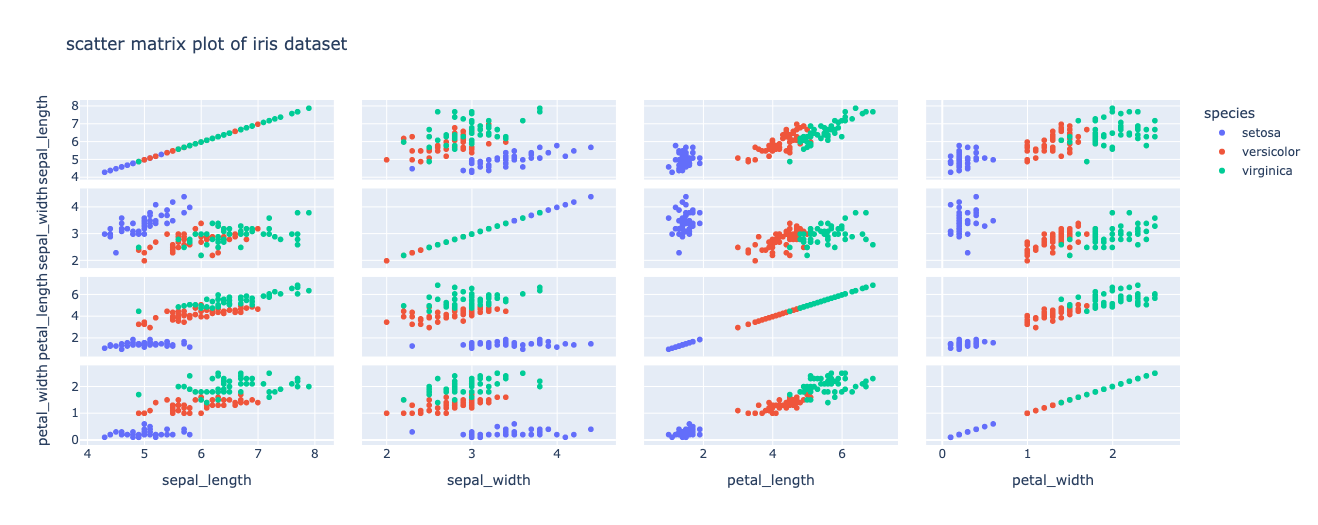 scatter matrix plot of iris dataset
species
setosa
versicolor
virginica
sepal_length
8
7
6
5
4
sepal_width
4
3
2
petal_length
6
4
2
petal_width
2
1
0
4 5 6 7 8
2 3 4
2 4 6
0 1 2
sepal_length
sepal_width
petal_length
petal_width